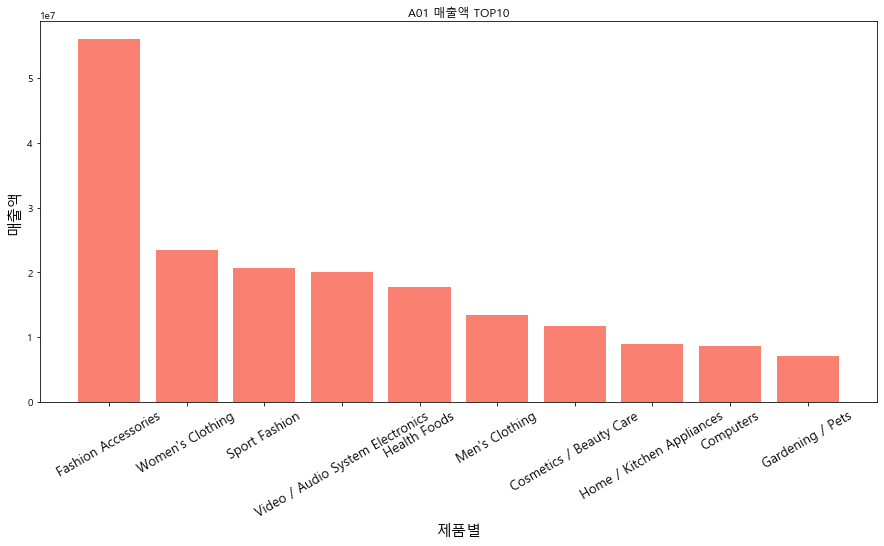 A01 매출액 TOP10
1e7
5
4
3
2
1
0
매출액
Fashion Accessories
Women's Clothing
Sport Fashion
Video / Audio System Electronics
Health Foods
Men's Clothing
Cosmetics / Beauty Care
Home / Kitchen Appliances
Computers
Gardening / Pets
제품별